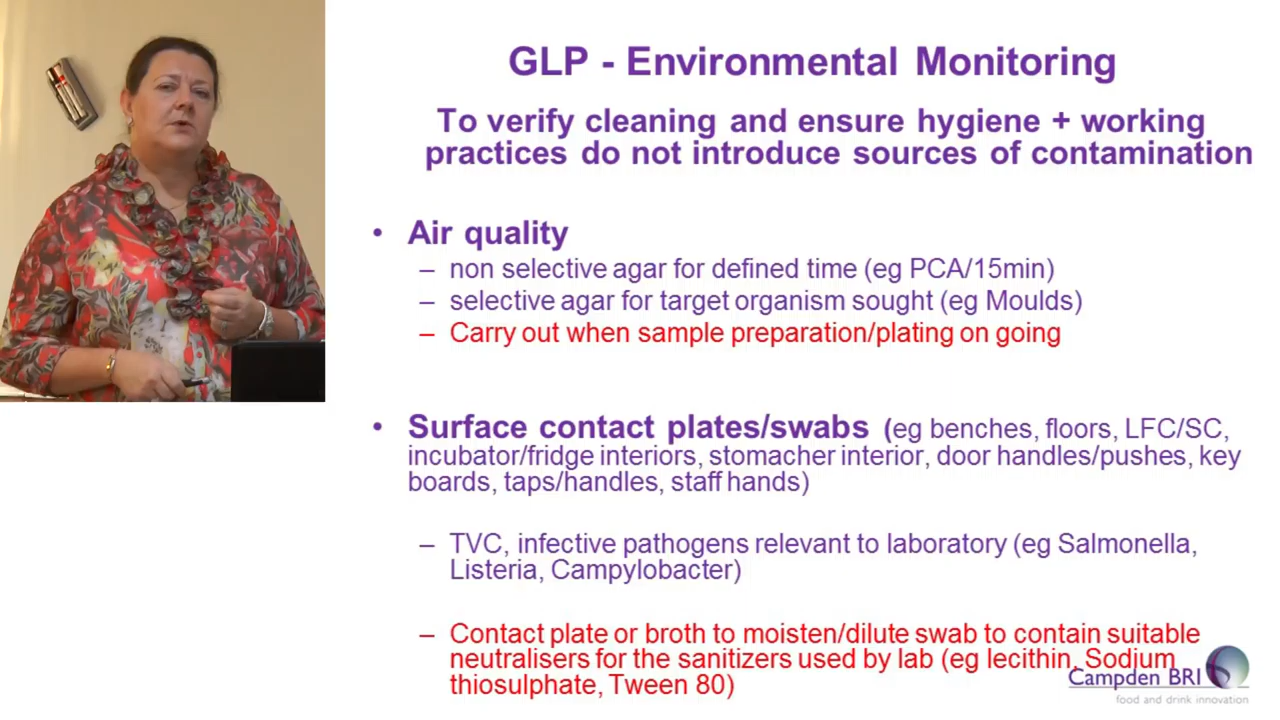 GLP - Environmental Monitoring
To verify cleaning and ensure hygiene + working
practices do not introduce sources of contamination
• Air quality
– non selective agar for defined time (eg PCA/15min)
– selective agar for target organism sought (eg Moulds)
– Carry out when sample preparation/plating on going
• Surface contact plates/swabs (eg benches, floors, LFC/SC,
incubator/fridge interiors, stomacher interior, door handles/pushes, key
boards, taps/handles, staff hands)
– TVC, infective pathogens relevant to laboratory (eg Salmonella,
Listeria, Campylobacter)
– Contact plate or broth to moisten/dilute swab to contain suitable
neutralisers for the sanitizers used by lab (eg lecithin, Sodium
thiosulphate, Tween 80)
Campden BRI
food and drink innovation